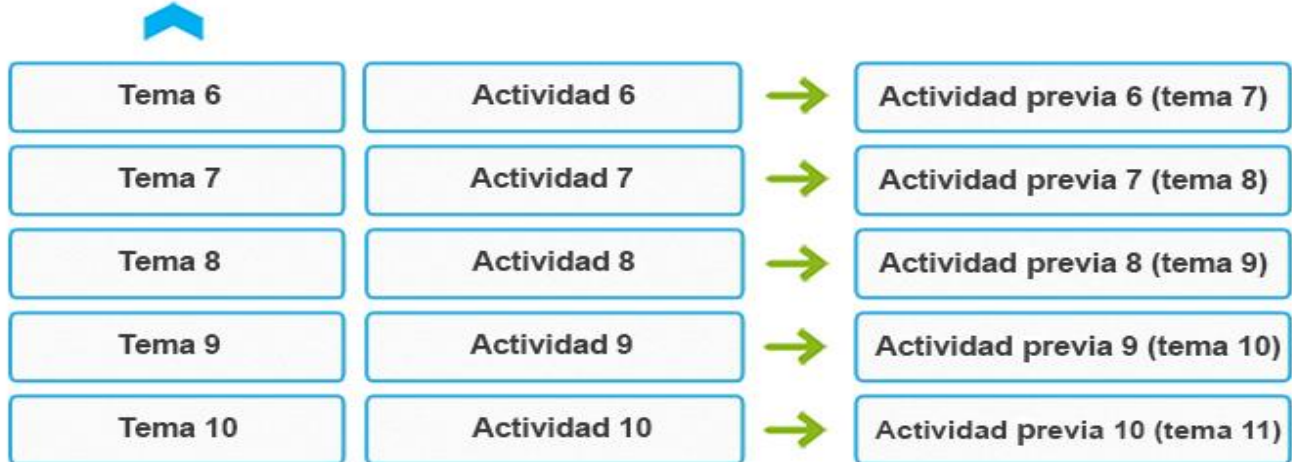 Tema 6 Actividad 6 Actividad previa 6 (tema 7)
Tema 7 Actividad 7 Actividad previa 7 (tema 8)
Tema 8 Actividad 8 Actividad previa 8 (tema 9)
Tema 9 Actividad 9 Actividad previa 9 (tema 10)
Tema 10 Actividad 10 Actividad previa 10 (tema 11)